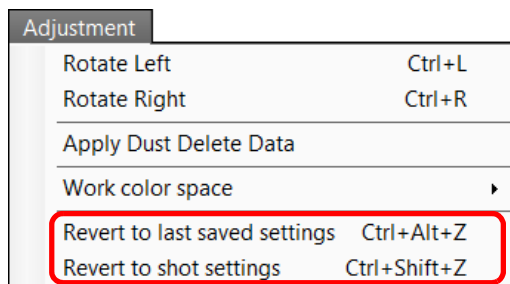 Adjustment
Rotate Left Ctrl+L
Rotate Right Ctrl+R
Apply Dust Delete Data
Work color space
Revert to last saved settings Ctrl+Alt+Z
Revert to shot settings Ctrl+Shift+Z